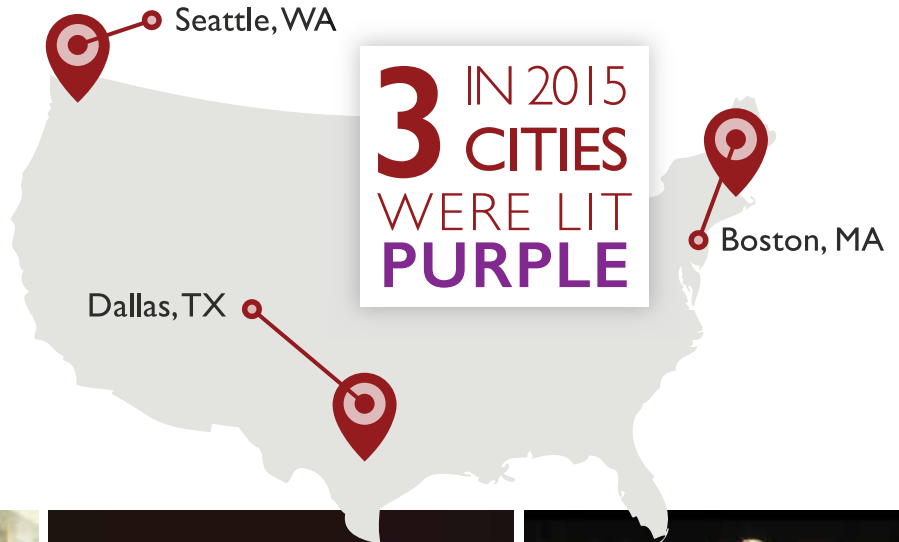 Seattle, WA
3 IN 2015
CITIES
WERE LIT
PURPLE
Boston, MA
Dallas, TX